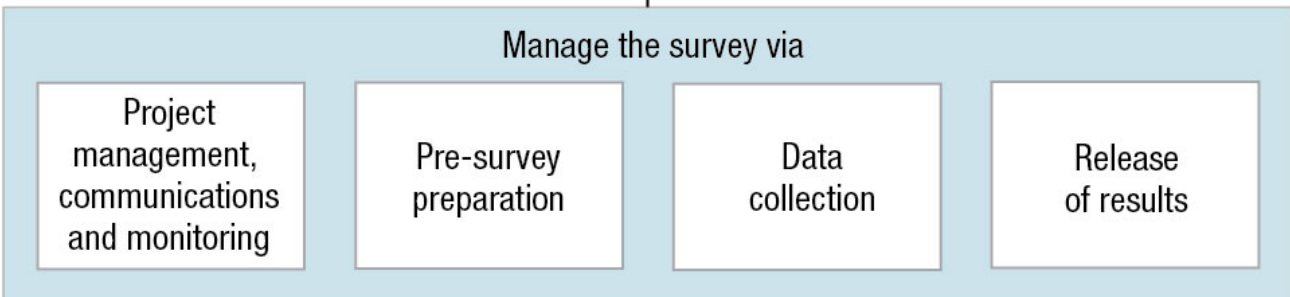 Manage the survey via
Project
management,
communications
and monitoring
Pre-survey
preparation
Data
collection
Release
of results